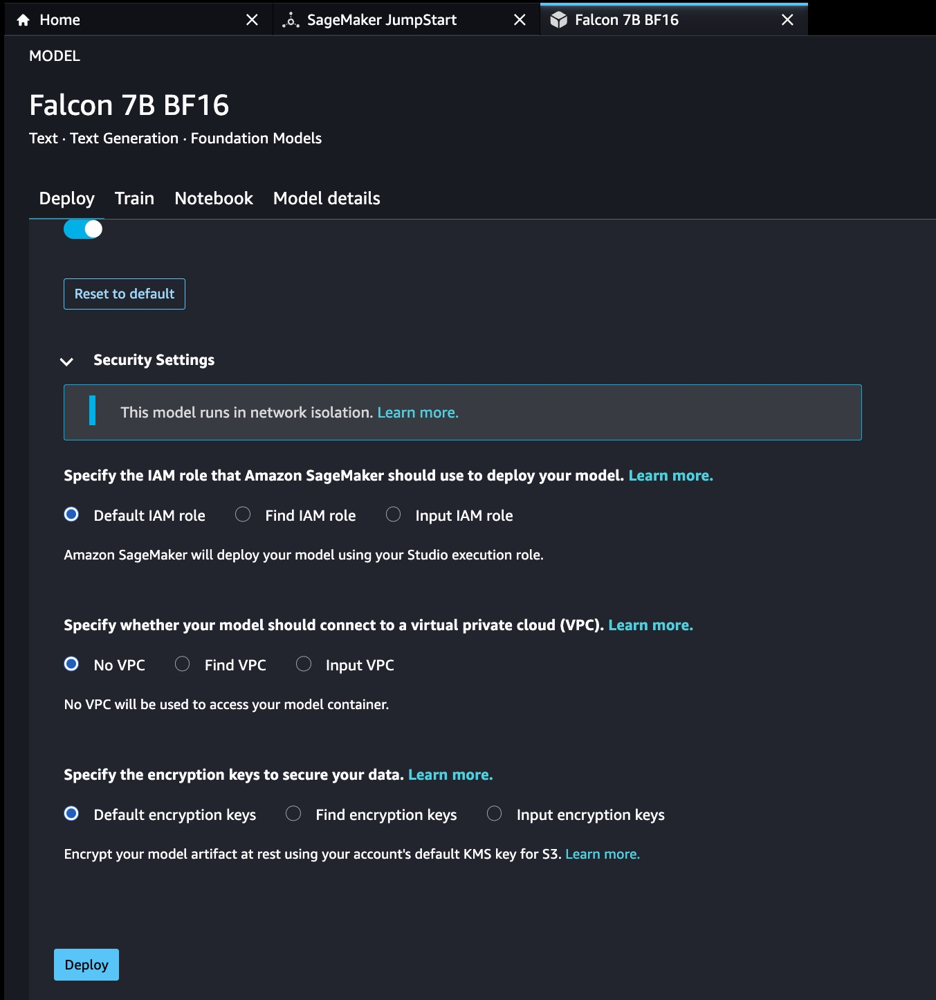 Home
SageMaker JumpStart
Falcon 7B BF16
MODEL
Falcon 7B BF16
Text · Text Generation · Foundation Models
Deploy Train Notebook Model details
Reset to default
Security Settings
This model runs in network isolation. Learn more.
Specify the IAM role that Amazon SageMaker should use to deploy your model. Learn more.
Default IAM role Find IAM role Input IAM role
Amazon SageMaker will deploy your model using your Studio execution role.
Specify whether your model should connect to a virtual private cloud (VPC). Learn more.
No VPC Find VPC Input VPC
No VPC will be used to access your model container.
Specify the encryption keys to secure your data. Learn more.
Default encryption keys Find encryption keys Input encryption keys
Encrypt your model artifact at rest using your account's default KMS key for S3. Learn more.
Deploy